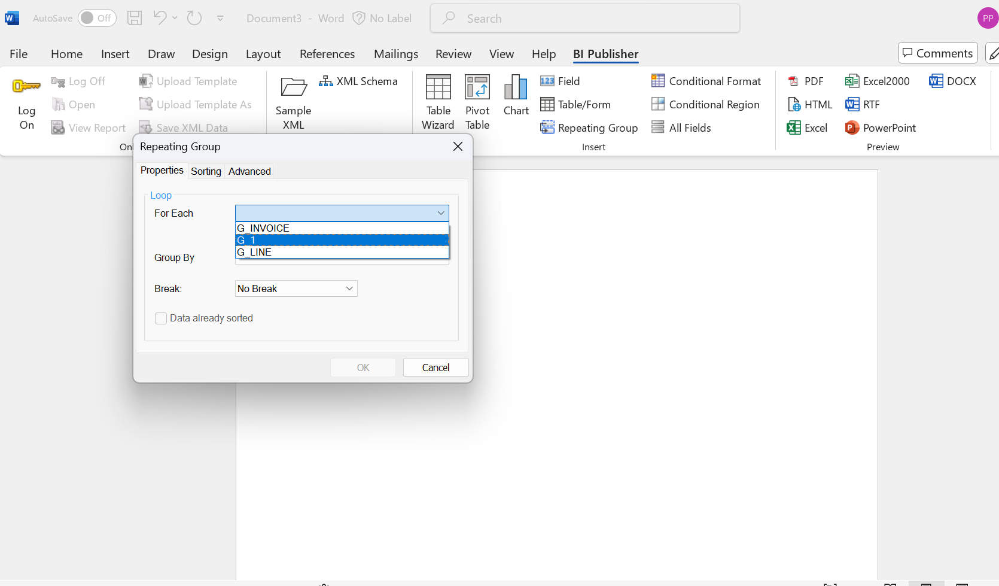 AutoSave Off Document3 - Word No Label Search PP
File Home Insert Draw Design Layout References Mailings Review View Help BI Publisher Comments
Log On
Log Off
Open
View Report
Upload Template
Upload Template As
Save XML Data
Sample XML
XML Schema
Table Wizard
Pivot Table
Chart
123 Field
Table/Form
Repeating Group
Conditional Format
Conditional Region
All Fields
Insert
PDF
HTML
Excel
Excel2000
RTF
PowerPoint
DOCX
Preview
Repeating Group
Properties Sorting Advanced
Loop
For Each
G_INVOICE
G_1
G_LINE
Group By
Break: No Break
Data already sorted
OK Cancel